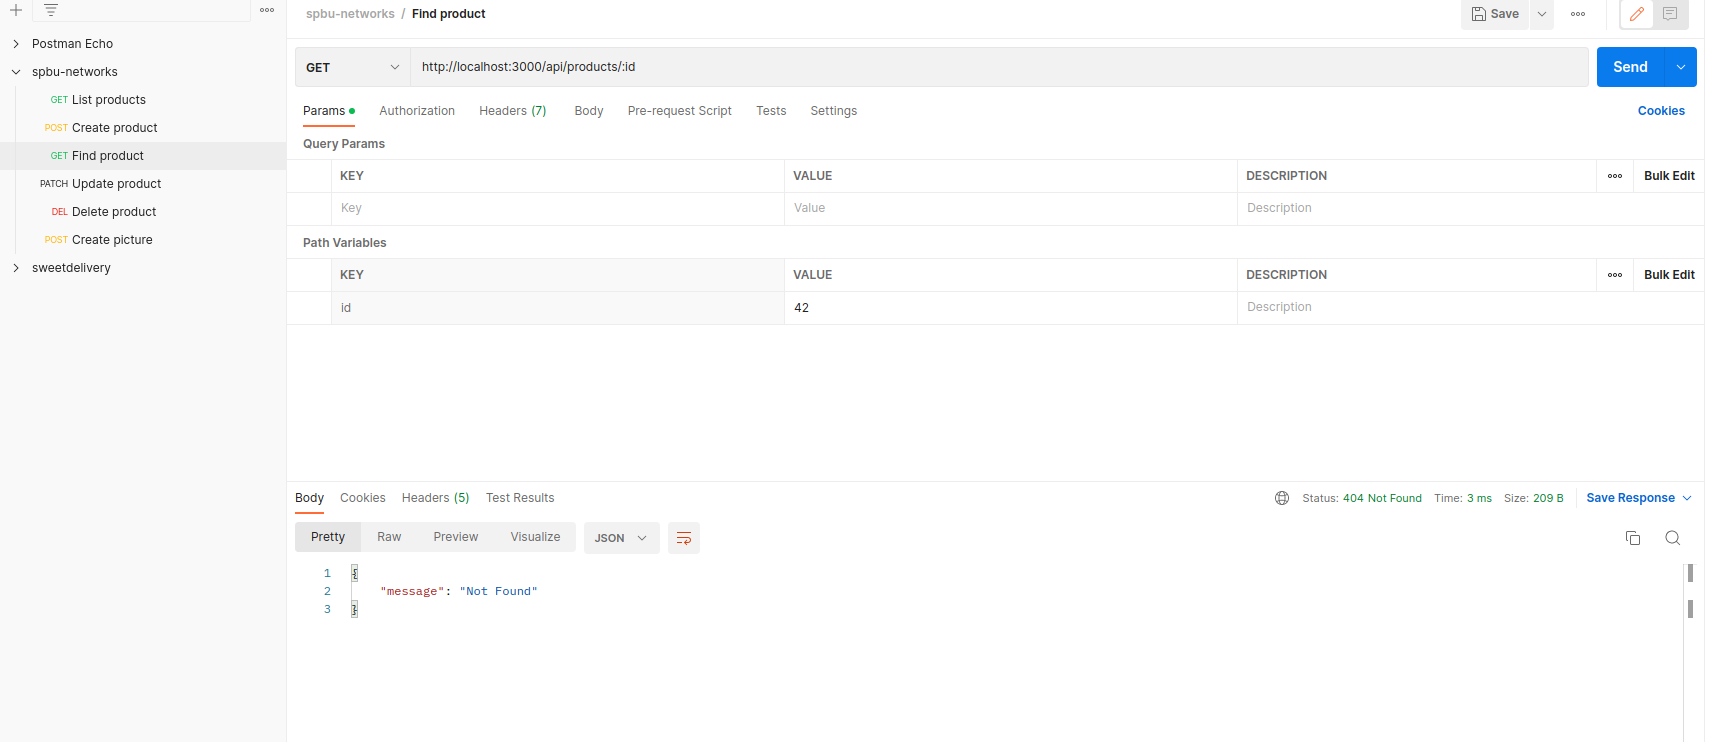 spbu-networks / Find product
Save
Postman Echo
spbu-networks
GET List products
POST Create product
GET Find product
PATCH Update product
DEL Delete product
POST Create picture
sweetdelivery
GET http://localhost:3000/api/products/:id Send
Params Authorization Headers (7) Body Pre-request Script Tests Settings Cookies
Query Params
KEY VALUE DESCRIPTION Bulk Edit
Key Value Description
Path Variables
KEY VALUE DESCRIPTION Bulk Edit
id 42 Description
Body Cookies Headers (5) Test Results Status: 404 Not Found Time: 3 ms Size: 209 B Save Response
Pretty Raw Preview Visualize JSON
1 {
2 "message": "Not Found"
3 }